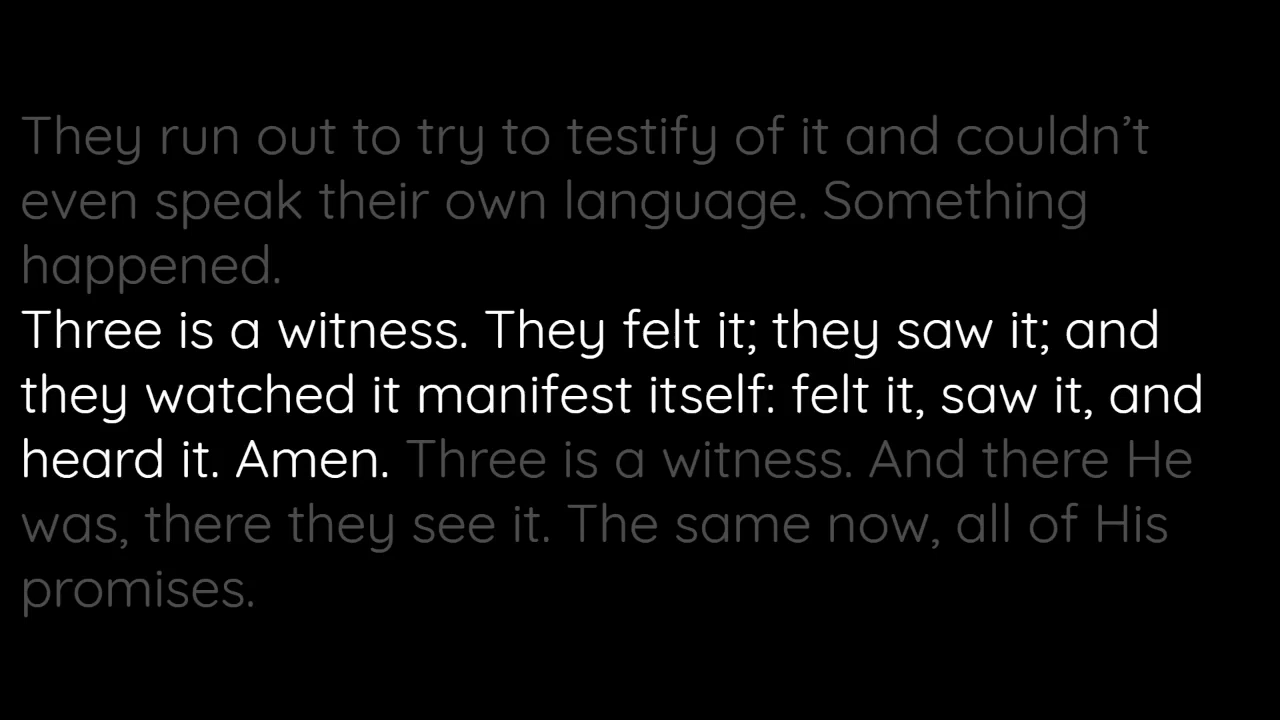 They run out to try to testify of it and couldn’t
even speak their own language. Something
happened.
Three is a witness. They felt it; they saw it; and
they watched it manifest itself: felt it, saw it, and
heard it. Amen. Three is a witness. And there He
was, there they see it. The same now, all of His
promises.